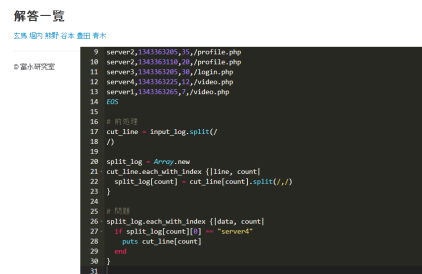 解答一覧
玄馬 堀内 熊野 谷本 豊田 青木
© 富永研究室
9 server2,1343363205,35,/profile.php
10 server2,1343363110,20,/profile.php
11 server3,1343363205,30,/login.php
12 server4,1343363225,12,/video.php
13 server1,1343363265,7,/video.php
14 EOS
15
16 # 前処理
17 cut_line = input_log.split(/
18 /)
19
20 split_log = Array.new
21 cut_line.each_with_index {|line, count|
22 split_log[count] = cut_line[count].split(/,/)
23 }
24
25 # 問題
26 split_log.each_with_index {|data, count|
27 if split_log[count][0] == "server4"
28 puts cut_line[count]
29 end
30 }
31